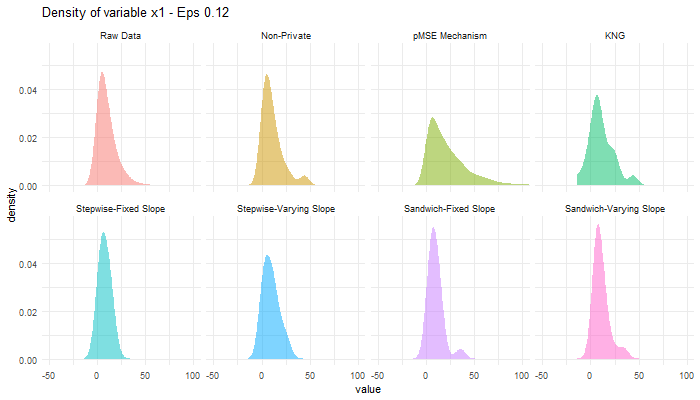 Density of variable x1 - Eps 0.12
Raw Data Non-Private pMSE Mechanism KNG
0.04
0.02
0.00
density
Stepwise-Fixed Slope Stepwise-Varying Slope Sandwich-Fixed Slope Sandwich-Varying Slope
0.04
0.02
0.00
-50 0 50 100 -50 0 50 100 -50 0 50 100 -50 0 50 100
value